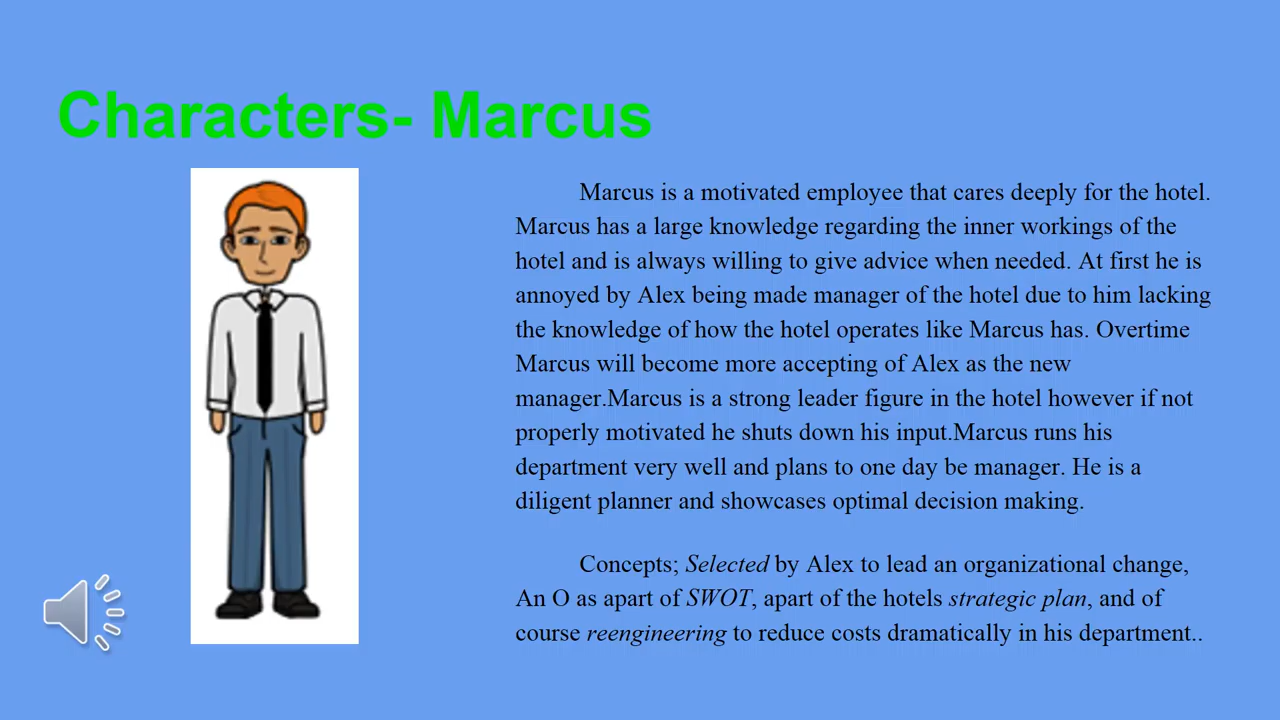 Characters- Marcus
Marcus is a motivated employee that cares deeply for the hotel.
Marcus has a large knowledge regarding the inner workings of the
hotel and is always willing to give advice when needed. At first he is
annoyed by Alex being made manager of the hotel due to him lacking
the knowledge of how the hotel operates like Marcus has. Overtime
Marcus will become more accepting of Alex as the new
manager.Marcus is a strong leader figure in the hotel however if not
properly motivated he shuts down his input.Marcus runs his
department very well and plans to one day be manager. He is a
diligent planner and showcases optimal decision making.
Concepts; Selected by Alex to lead an organizational change,
An O as apart of SWOT, apart of the hotels strategic plan, and of
course reengineering to reduce costs dramatically in his department..